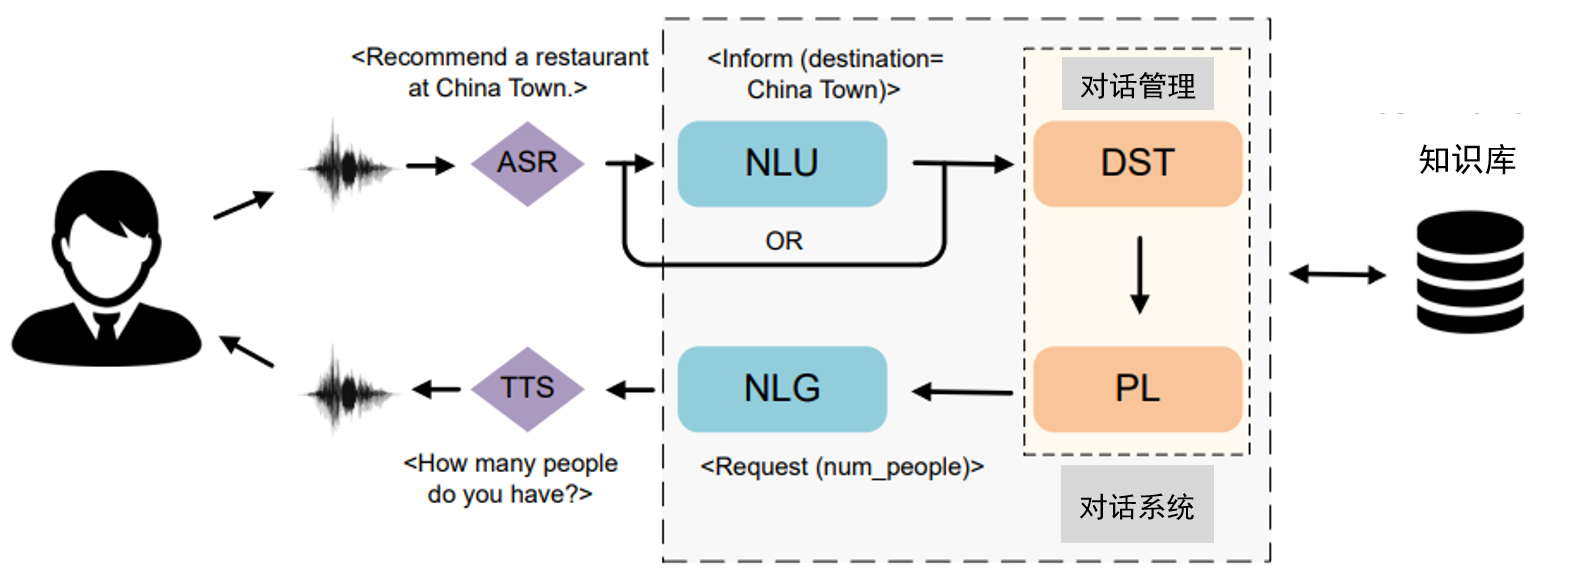 <Recommend a restaurant
at China Town.>
<Inform (destination=
China Town)>
对话管理
ASR
NLU
DST
知识库
OR
TTS
NLG
PL
<How many people
do you have?>
<Request (num_people)>
对话系统